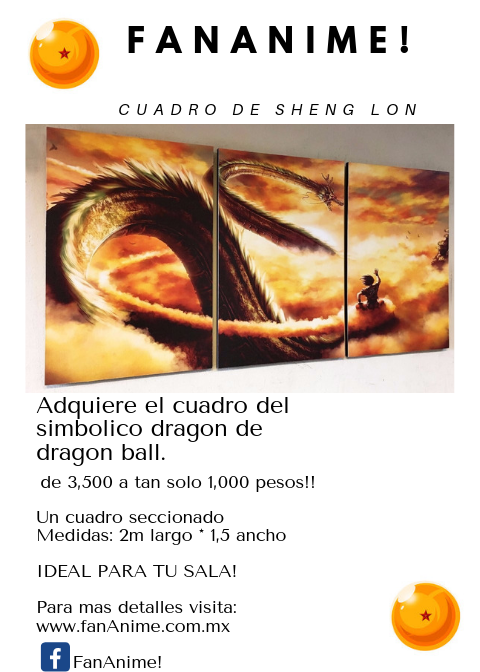 FANANIME!
CUADRO DE SHENG LON
Adquiere el cuadro del
simbolico dragon de
dragon ball.
de 3,500 a tan solo 1,000 pesos!!
Un cuadro seccionado
Medidas: 2m largo * 1,5 ancho
IDEAL PARA TU SALA!
Para mas detalles visita:
www.fanAnime.com.mx
FanAnime!